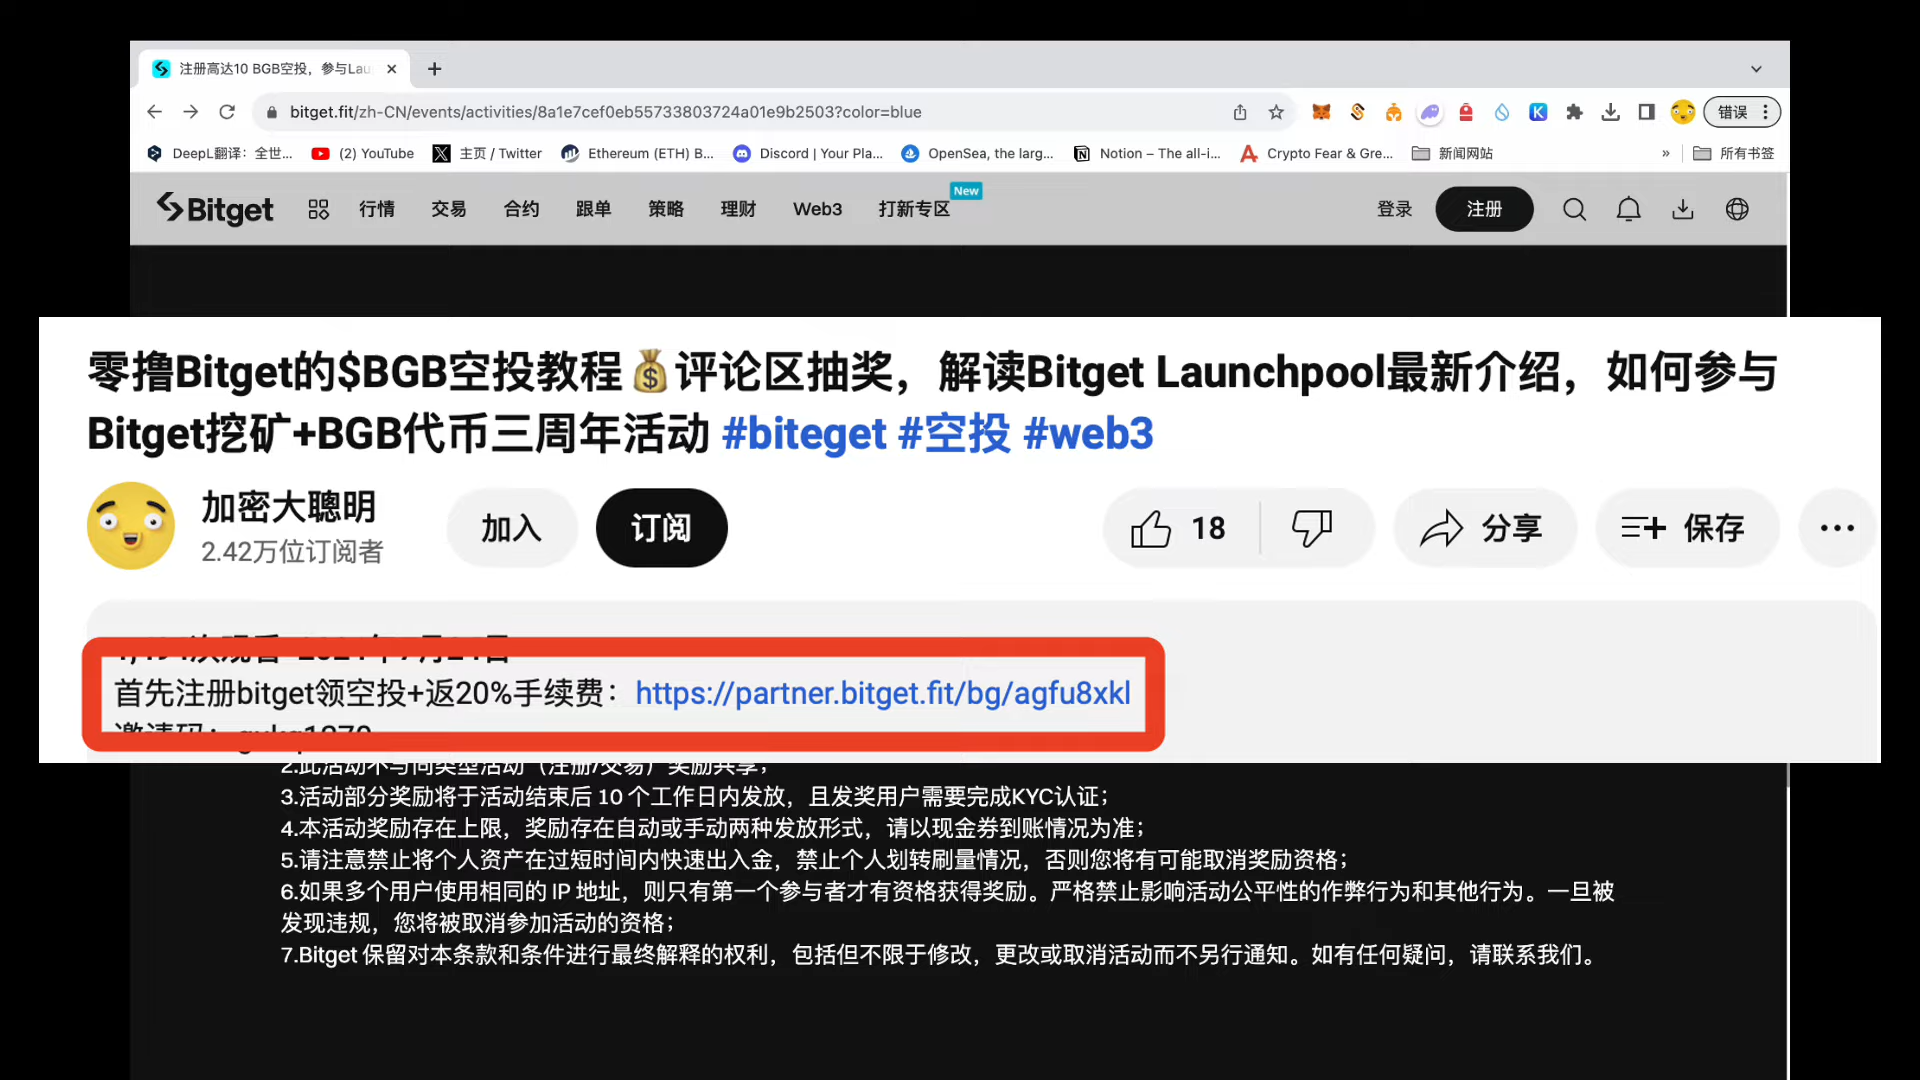 注册高达10 BGB空投，参与Lau
bitget.fit/zh-CN/events/activities/8a1e7cef0eb55733803724a01e9b2503?color=blue
错误
DeepL翻译：全世... (2) YouTube 主页 / Twitter Ethereum (ETH) B... Discord | Your Pla... OpenSea, the larg... Notion – The all-i... Crypto Fear & Gre... 新闻网站 » 所有书签
Bitget 行情 交易 合约 跟单 策略 理财 Web3 打新专区 New 登录 注册
零撸Bitget的$BGB空投教程💰评论区抽奖，解读Bitget Launchpool最新介绍，如何参与
Bitget挖矿+BGB代币三周年活动 #biteget #空投 #web3
加密大聰明
2.42万位订阅者
加入 订阅 18 分享 保存
首先注册bitget领空投+返20%手续费：https://partner.bitget.fit/bg/agfu8xkl
2.此活动不与同类型活动（注册/交易）奖励共享；
3.活动部分奖励将于活动结束后 10 个工作日内发放，且发奖用户需要完成KYC认证；
4.本活动奖励存在上限，奖励存在自动或手动两种发放形式，请以现金券到账情况为准；
5.请注意禁止将个人资产在过短时间内快速出入金，禁止个人划转刷量情况，否则您将有可能取消奖励资格；
6.如果多个用户使用相同的 IP 地址，则只有第一个参与者才有资格获得奖励。严格禁止影响活动公平性的作弊行为和其他行为。一旦被
发现违规，您将被取消参加活动的资格；
7.Bitget 保留对本条款和条件进行最终解释的权利，包括但不限于修改，更改或取消活动而不另行通知。如有任何疑问，请联系我们。